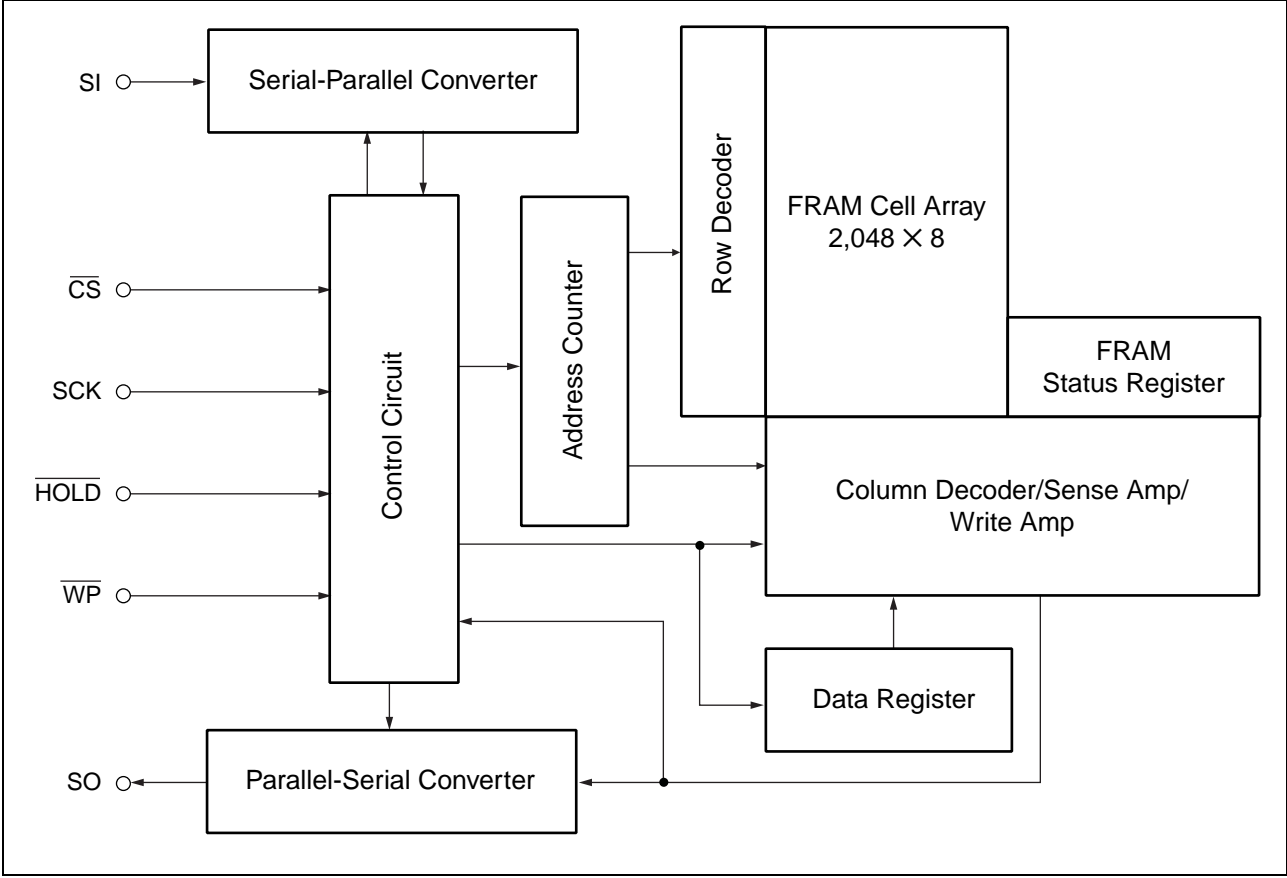 SI
Serial-Parallel Converter
CS
SCK
HOLD
WP
Control Circuit
Address Counter
Row Decoder
FRAM Cell Array
2,048 × 8
FRAM
Status Register
Column Decoder/Sense Amp/
Write Amp
Data Register
SO
Parallel-Serial Converter